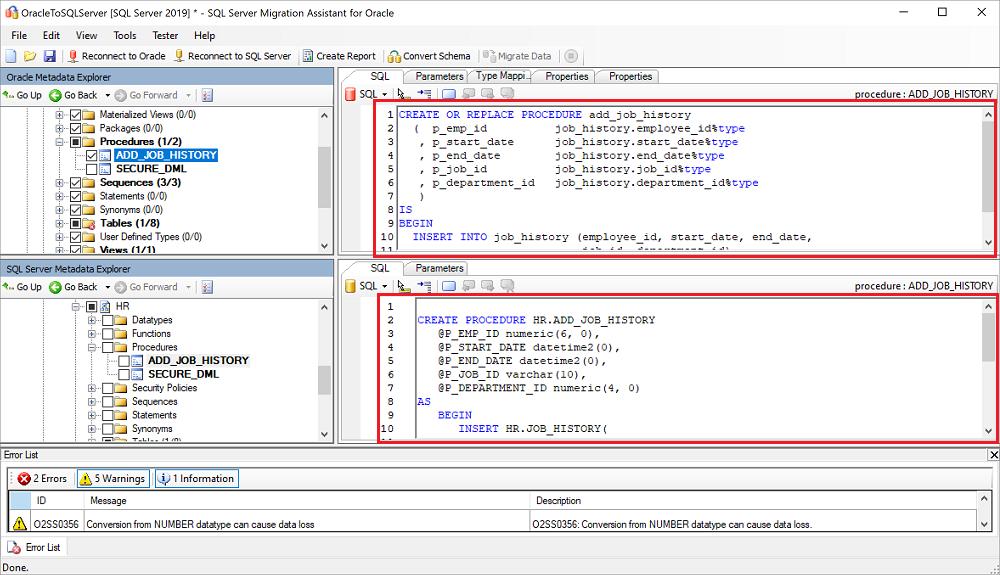 OracleToSQLServer [SQL Server 2019] * - SQL Server Migration Assistant for Oracle
File Edit View Tools Tester Help
Reconnect to Oracle Reconnect to SQL Server Create Report Convert Schema Migrate Data
Oracle Metadata Explorer
Go Up Go Back Go Forward
Materialized Views (0/0)
Packages (0/0)
Procedures (1/2)
ADD_JOB_HISTORY
SECURE_DML
Sequences (3/3)
Statements (0/0)
Synonyms (0/0)
Tables (1/8)
User Defined Types (0/0)
Views (1/1)
SQL Parameters Type Mappi... Properties Properties
SQL procedure : ADD_JOB_HISTORY
1 CREATE OR REPLACE PROCEDURE add_job_history
2 ( p_emp_id job_history.employee_id%type
3 , p_start_date job_history.start_date%type
4 , p_end_date job_history.end_date%type
5 , p_job_id job_history.job_id%type
6 , p_department_id job_history.department_id%type
7 )
8 IS
9 BEGIN
10 INSERT INTO job_history (employee_id, start_date, end_date,
11 job_id, department_id)
SQL Server Metadata Explorer
Go Up Go Back Go Forward
HR
Datatypes
Functions
Procedures
ADD_JOB_HISTORY
SECURE_DML
Security Policies
Sequences
Statements
Synonyms
Tables (1/8)
SQL Parameters
SQL procedure : ADD_JOB_HISTORY
1
2 CREATE PROCEDURE HR.ADD_JOB_HISTORY
3 @P_EMP_ID numeric(6, 0),
4 @P_START_DATE datetime2(0),
5 @P_END_DATE datetime2(0),
6 @P_JOB_ID varchar(10),
7 @P_DEPARTMENT_ID numeric(4, 0)
8 AS
9 BEGIN
10 INSERT HR.JOB_HISTORY(
Error List
2 Errors 5 Warnings 1 Information
ID Message Description
O2SS0356 Conversion from NUMBER datatype can cause data loss O2SS0356: Conversion from NUMBER datatype can cause data loss.
Error List
Done.